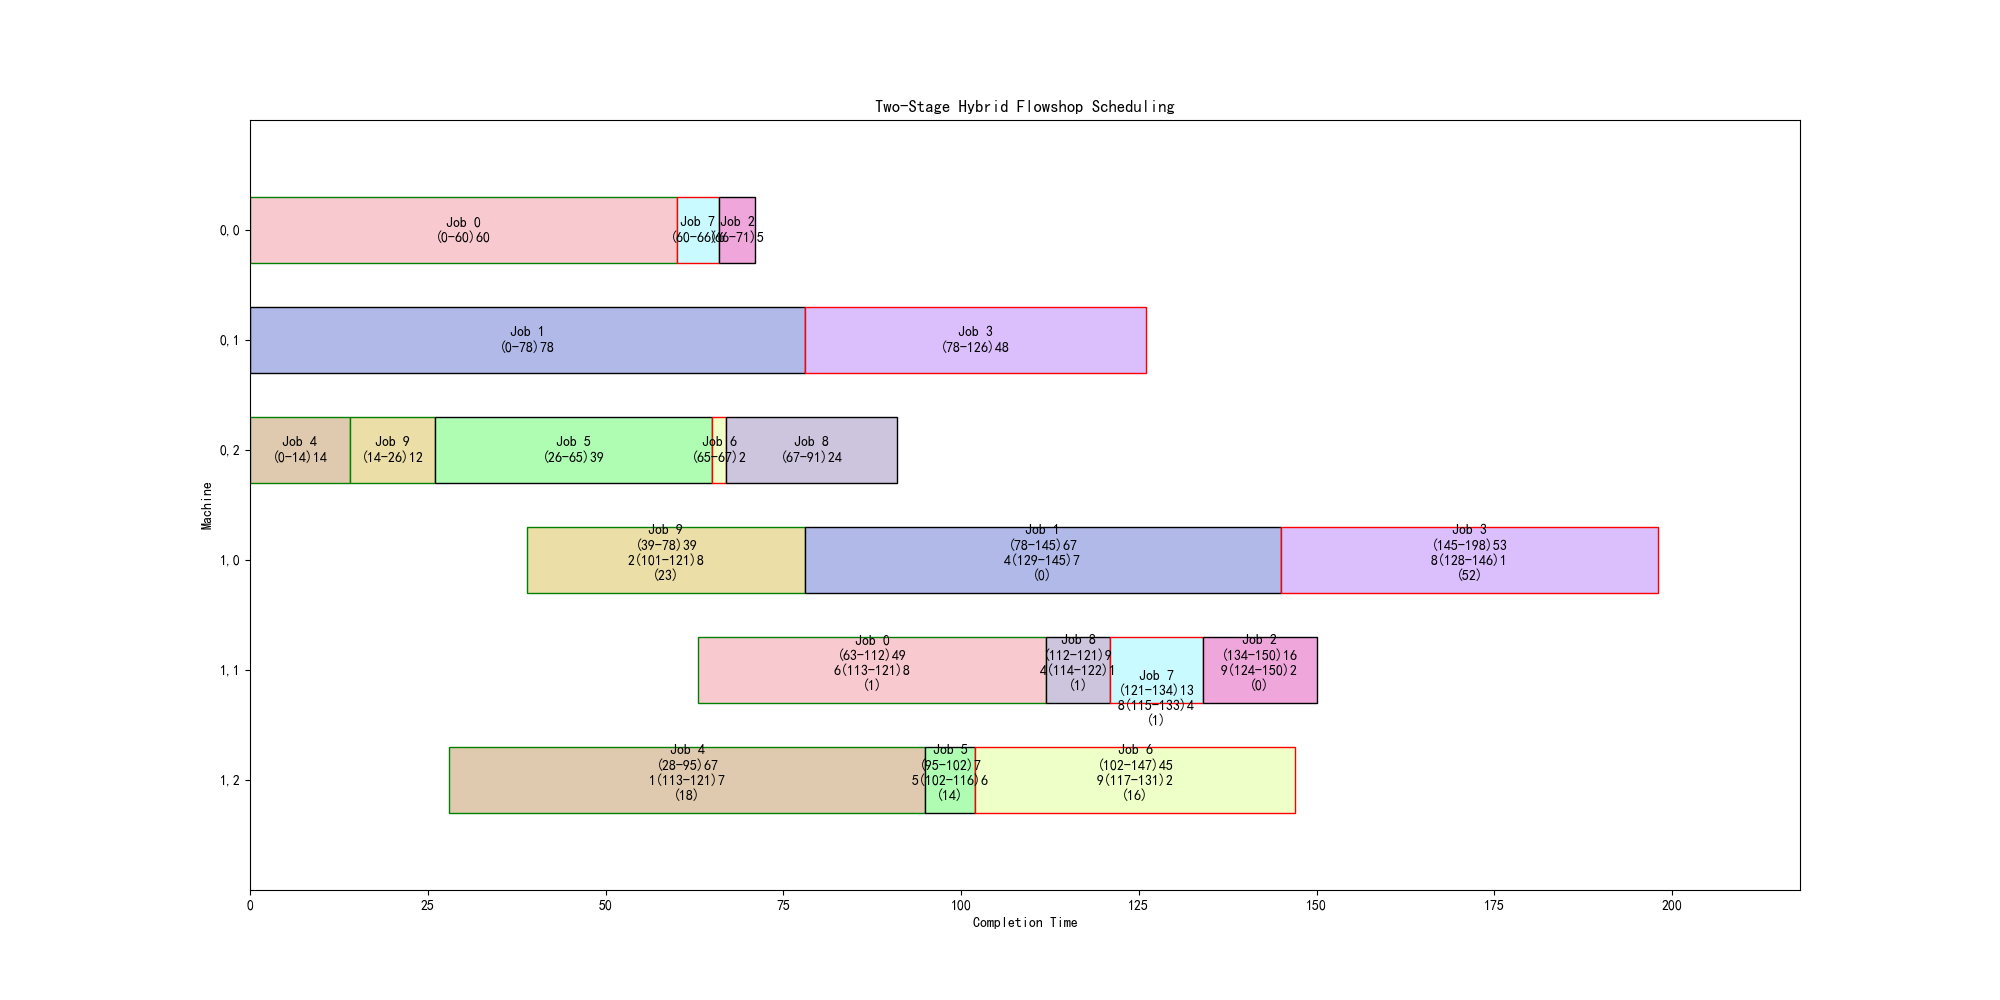 Two-Stage Hybrid Flowshop Scheduling
0,0
Job 0
(0-60)60
Job 7
(60-66)6
Job 2
(66-71)5
0,1
Job 1
(0-78)78
Job 3
(78-126)48
0,2
Job 4
(0-14)14
Job 9
(14-26)12
Job 5
(26-65)39
Job 6
(65-67)2
Job 8
(67-91)24
Machine
1,0
Job 9
(39-78)39
2(101-121)8
(23)
Job 1
(78-145)67
4(129-145)7
(0)
Job 3
(145-198)53
8(128-146)1
(52)
1,1
Job 0
(63-112)49
6(113-121)8
(1)
Job 8
(112-121)9
4(114-122)1
(1)
Job 7
(121-134)13
8(115-133)4
(1)
Job 2
(134-150)16
9(124-150)2
(0)
1,2
Job 4
(28-95)67
1(113-121)7
(18)
Job 5
(95-102)7
5(102-116)6
(14)
Job 6
(102-147)45
9(117-131)2
(16)
0 25 50 75 100 125 150 175 200
Completion Time